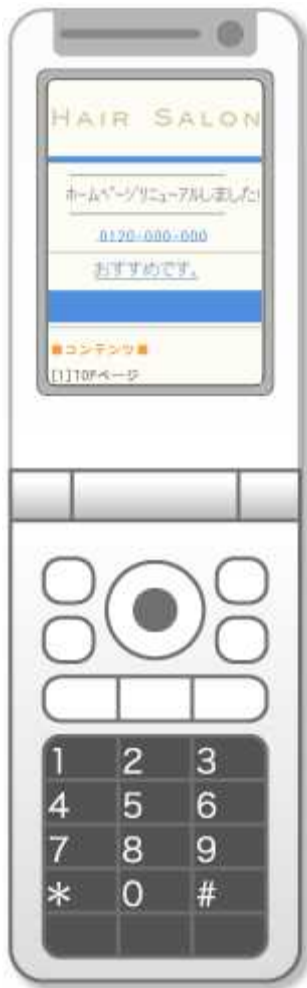 HAIR SALON
ホームページリニューアルしました!
0120-000-000
おすすめです。
■コンテンツ■
[1]TOPページ
1 2 3
4 5 6
7 8 9
* 0 #